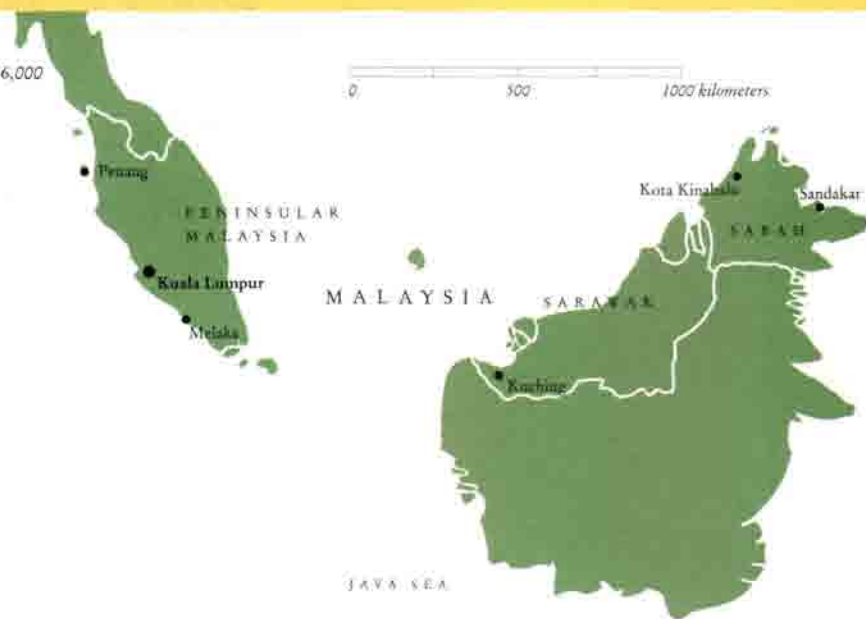 6,000
0 500 1000 kilometers
Penang
Kota Kinabalu
Sandakan
PENINSULAR
MALAYSIA
SABAH
Kuala Lumpur
MALAYSIA
SARAWAK
Melaka
Kuching
JAVA SEA